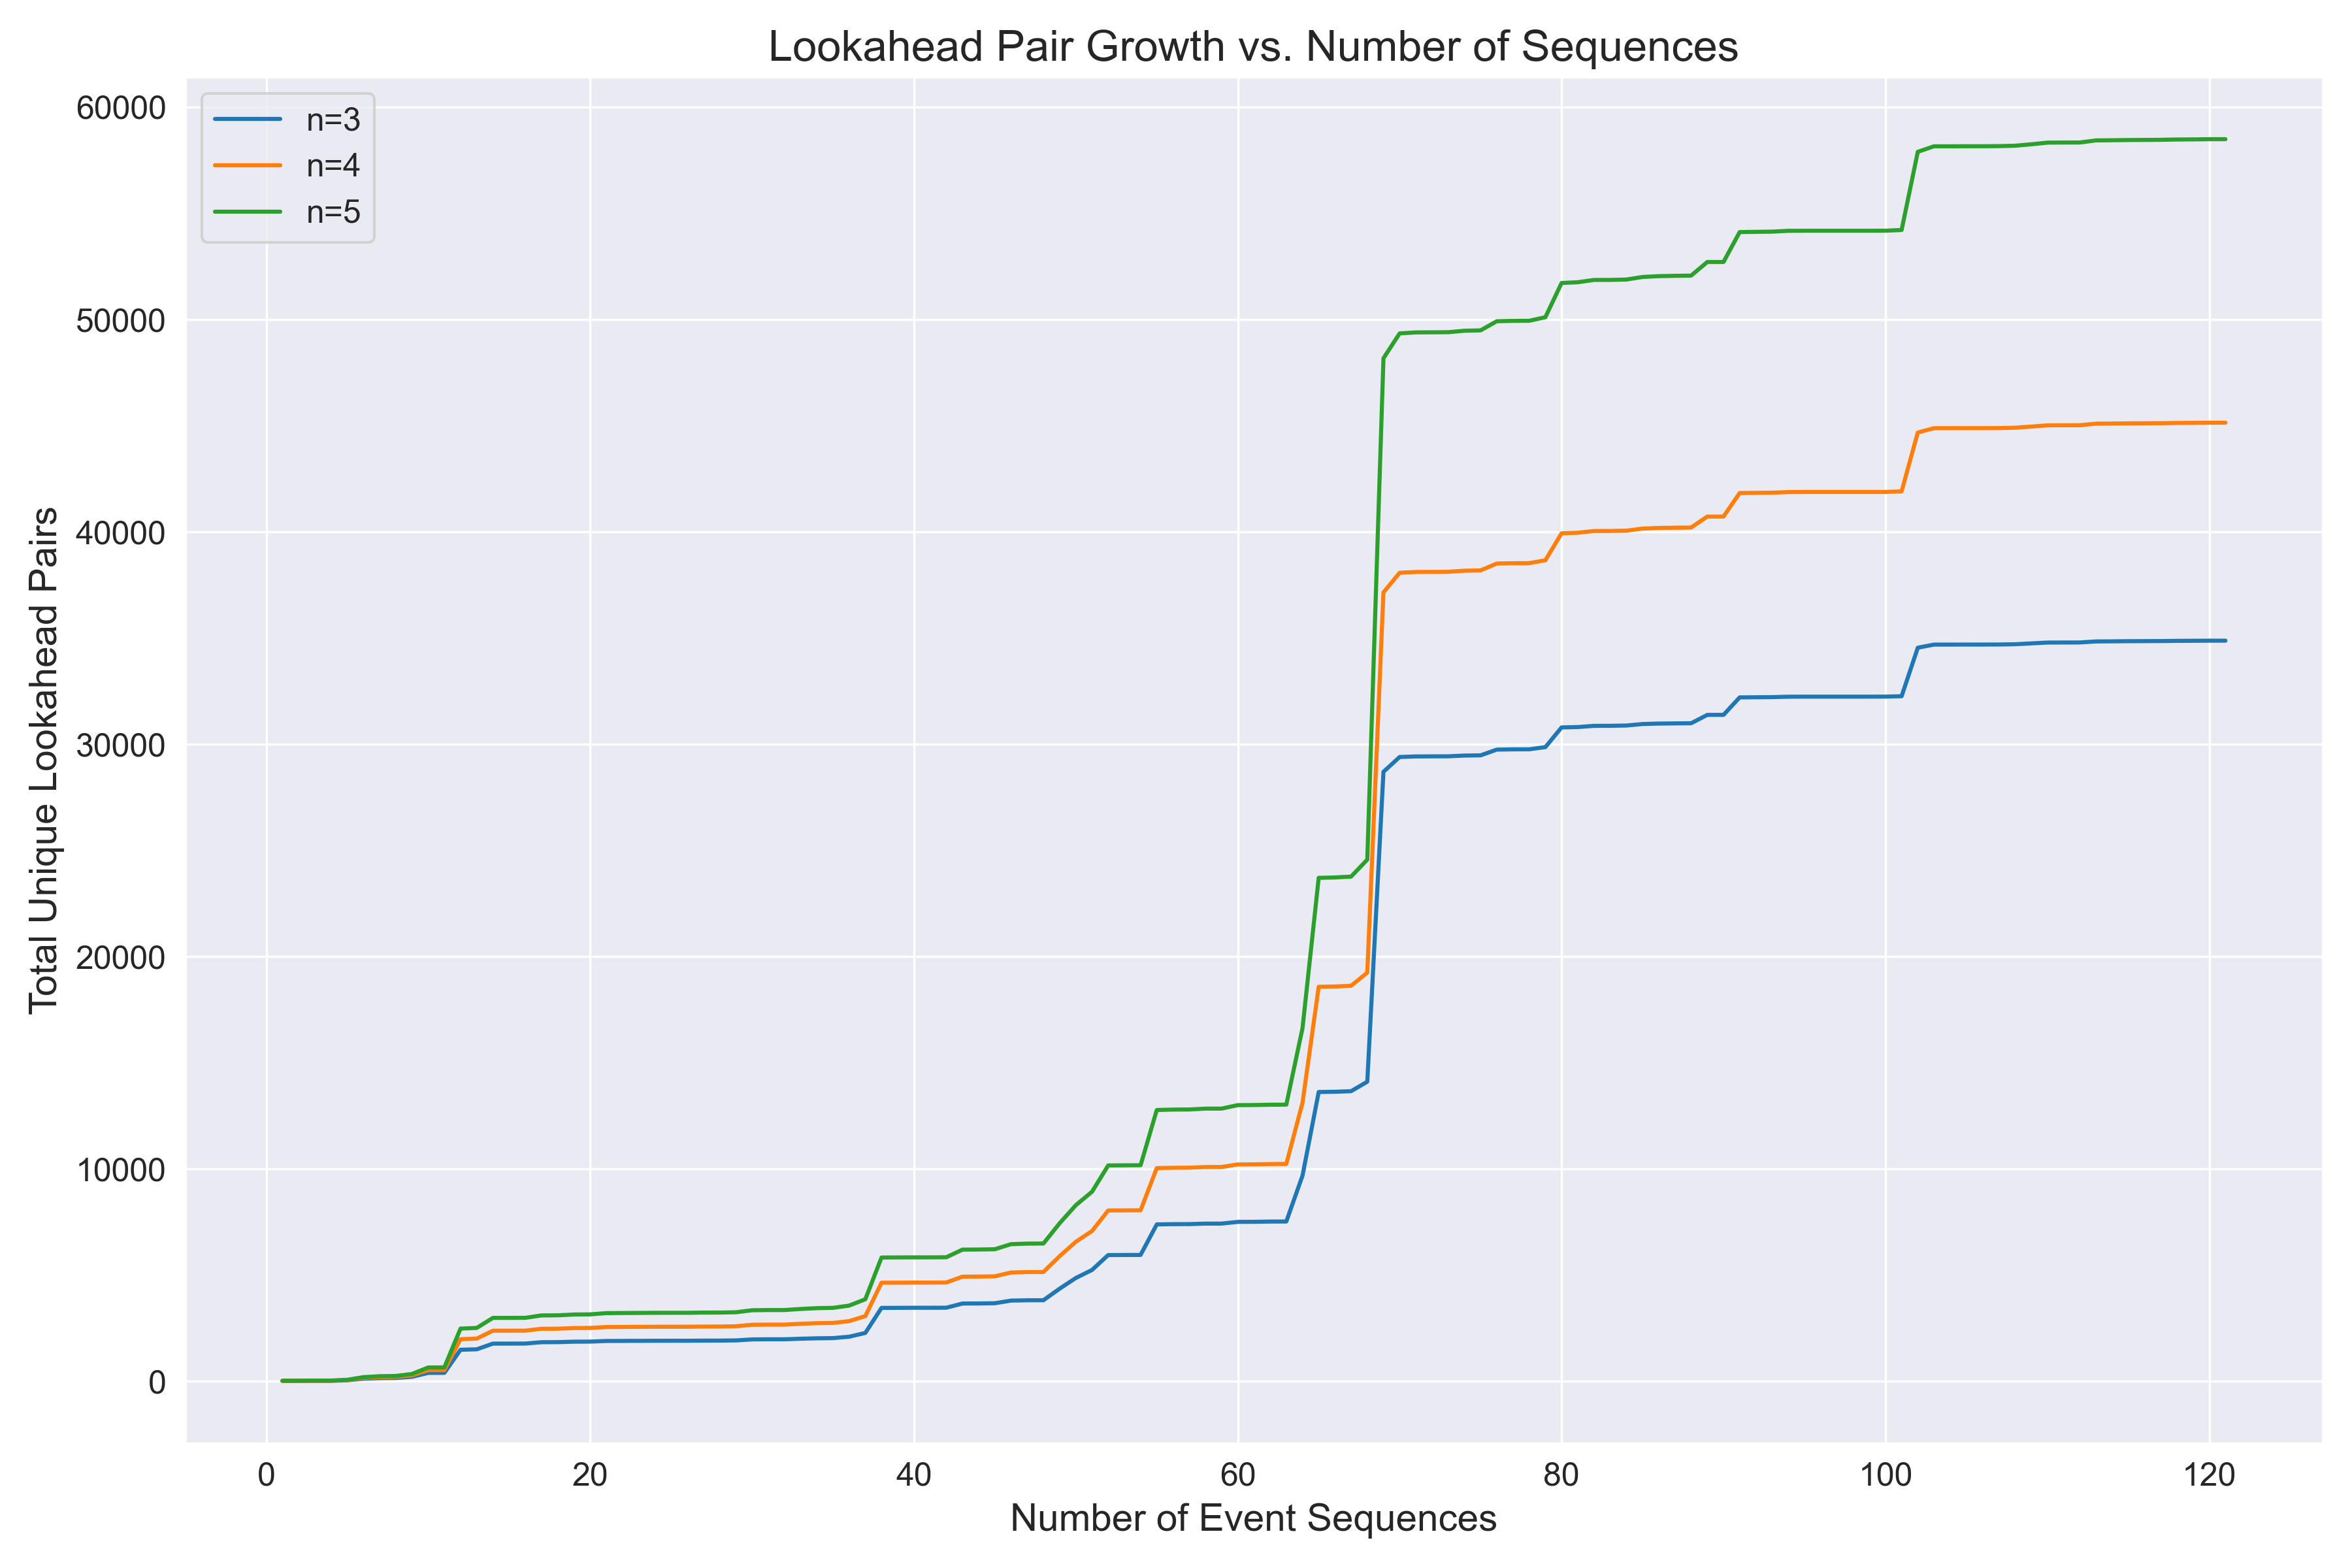 Lookahead Pair Growth vs. Number of Sequences
n=3
n=4
n=5
Total Unique Lookahead Pairs
60000
50000
40000
30000
20000
10000
0
0 20 40 60 80 100 120
Number of Event Sequences